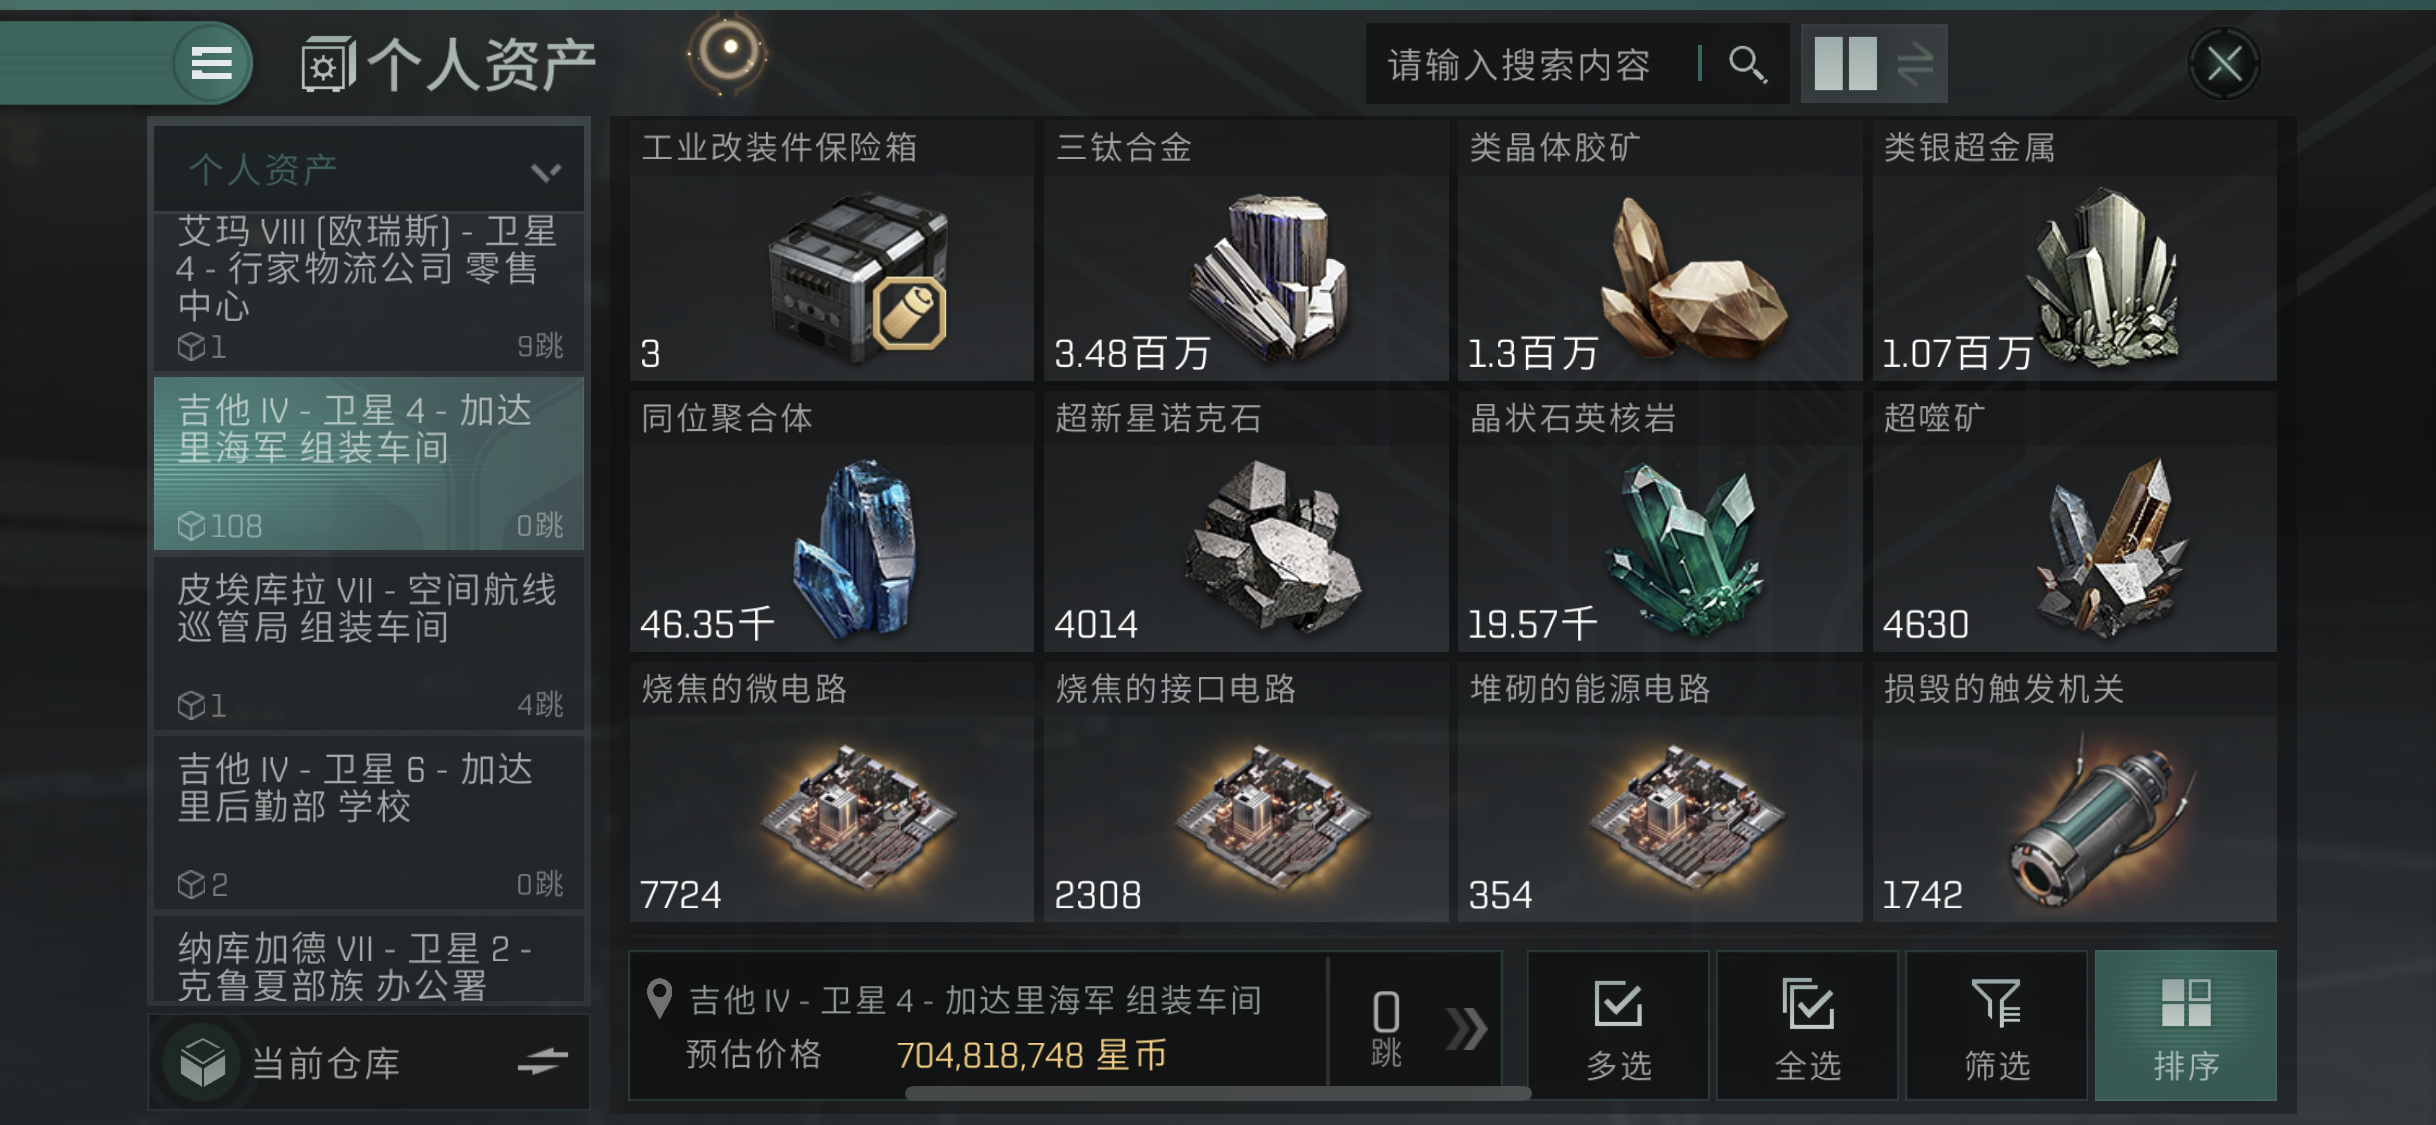 个人资产
请输入搜索内容
个人资产
艾玛 VIII (欧瑞斯) - 卫星
4 - 行家物流公司 零售
中心
1
9跳
吉他 IV - 卫星 4 - 加达
里海军 组装车间
108
0跳
皮埃库拉 VII - 空间航线
巡管局 组装车间
1
4跳
吉他 IV - 卫星 6 - 加达
里后勤部 学校
2
0跳
纳库加德 VII - 卫星 2 -
克鲁夏部族 办公署
当前仓库
工业改装件保险箱
3
三钛合金
3.48百万
类晶体胶矿
1.3百万
类银超金属
1.07百万
同位聚合体
46.35千
超新星诺克石
4014
晶状石英核岩
19.57千
超噬矿
4630
烧焦的微电路
7724
烧焦的接口电路
2308
堆砌的能源电路
354
损毁的触发机关
1742
吉他 IV - 卫星 4 - 加达里海军 组装车间
预估价格 704,818,748 星币
0
跳
多选
全选
筛选
排序